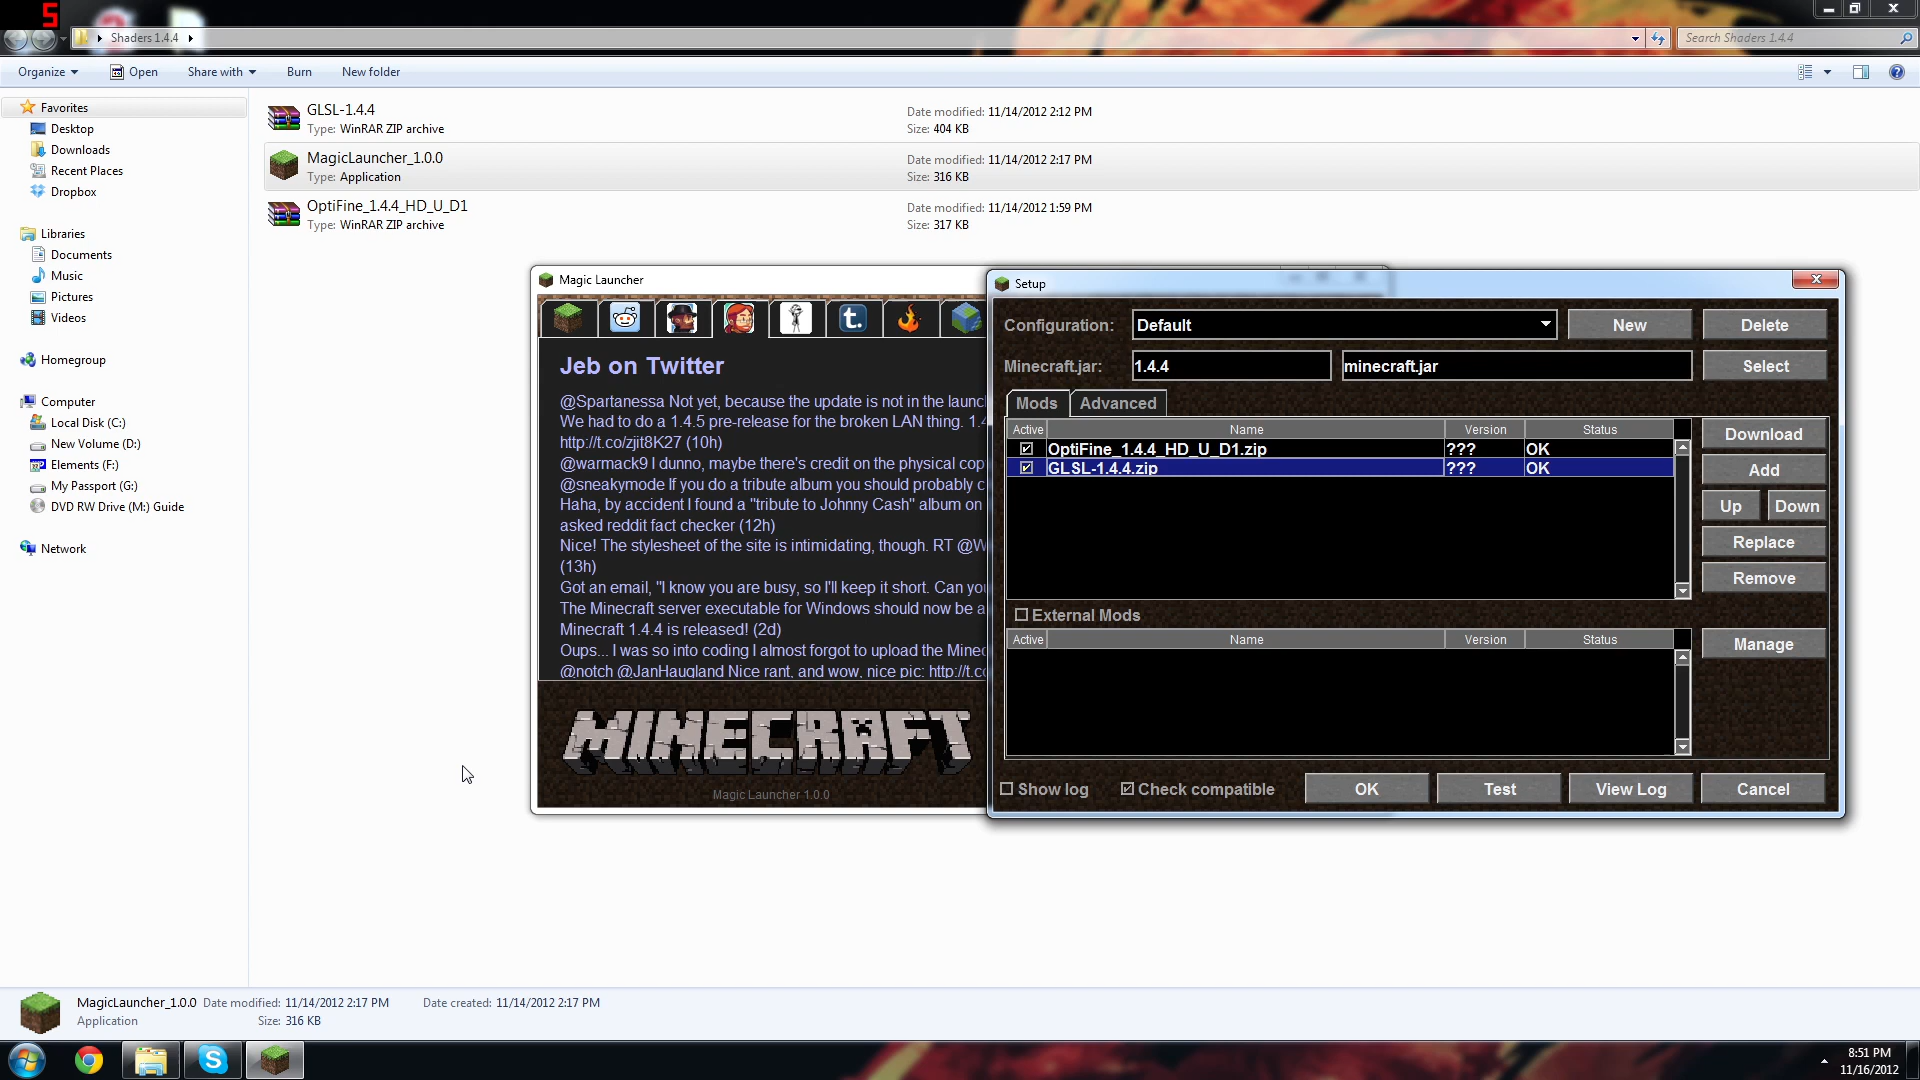 5
Shaders 1.4.4
Search Shaders 1.4.4
Organize
Open
Share with
Burn
New folder
Favorites
Desktop
Downloads
Recent Places
Dropbox
Libraries
Documents
Music
Pictures
Videos
Homegroup
Computer
Local Disk (C:)
New Volume (D:)
Elements (F:)
My Passport (G:)
DVD RW Drive (M:) Guide
Network
GLSL-1.4.4
Type: WinRAR ZIP archive
Date modified: 11/14/2012 2:12 PM
Size: 404 KB
MagicLauncher_1.0.0
Type: Application
Date modified: 11/14/2012 2:17 PM
Size: 316 KB
OptiFine_1.4.4_HD_U_D1
Type: WinRAR ZIP archive
Date modified: 11/14/2012 1:59 PM
Size: 317 KB
Magic Launcher
t.
Jeb on Twitter
@Spartanessa Not yet, because the update is not in the launc
We had to do a 1.4.5 pre-release for the broken LAN thing. 1.4
http://t.co/zjit8K27 (10h)
@warmack9 I dunno, maybe there's credit on the physical cop
@sneakymode If you do a tribute album you should probably c
Haha, by accident I found a "tribute to Johnny Cash" album on
asked reddit fact checker (12h)
Nice! The stylesheet of the site is intimidating, though. RT @W
(13h)
Got an email, "I know you are busy, so I'll keep it short. Can you
The Minecraft server executable for Windows should now be a
Minecraft 1.4.4 is released! (2d)
Oups... I was so into coding I almost forgot to upload the Minec
@notch @JanHaugland Nice rant, and wow, nice pic: http://t.co
MINECRAFT
Magic Launcher 1.0.0
Setup
Configuration: Default New Delete
Minecraft.jar: 1.4.4 minecraft.jar Select
Mods Advanced
Active Name Version Status
OptiFine_1.4.4_HD_U_D1.zip ??? OK
GLSL-1.4.4.zip ??? OK
Download
Add
Up Down
Replace
Remove
External Mods
Active Name Version Status
Manage
Show log Check compatible OK Test View Log Cancel
MagicLauncher_1.0.0 Date modified: 11/14/2012 2:17 PM Date created: 11/14/2012 2:17 PM
Application Size: 316 KB
8:51 PM
11/16/2012